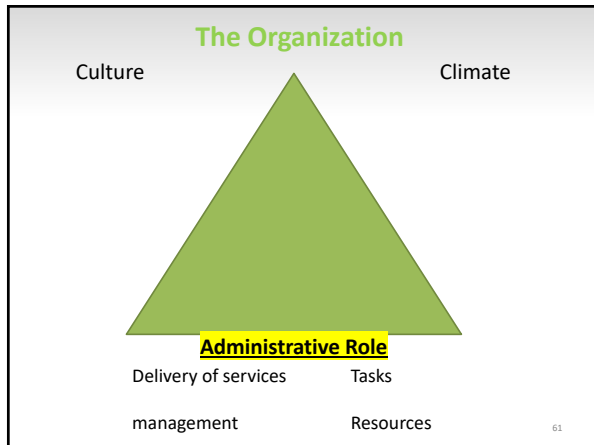 The Organization
Culture Climate
Administrative Role
Delivery of services Tasks
management Resources
61